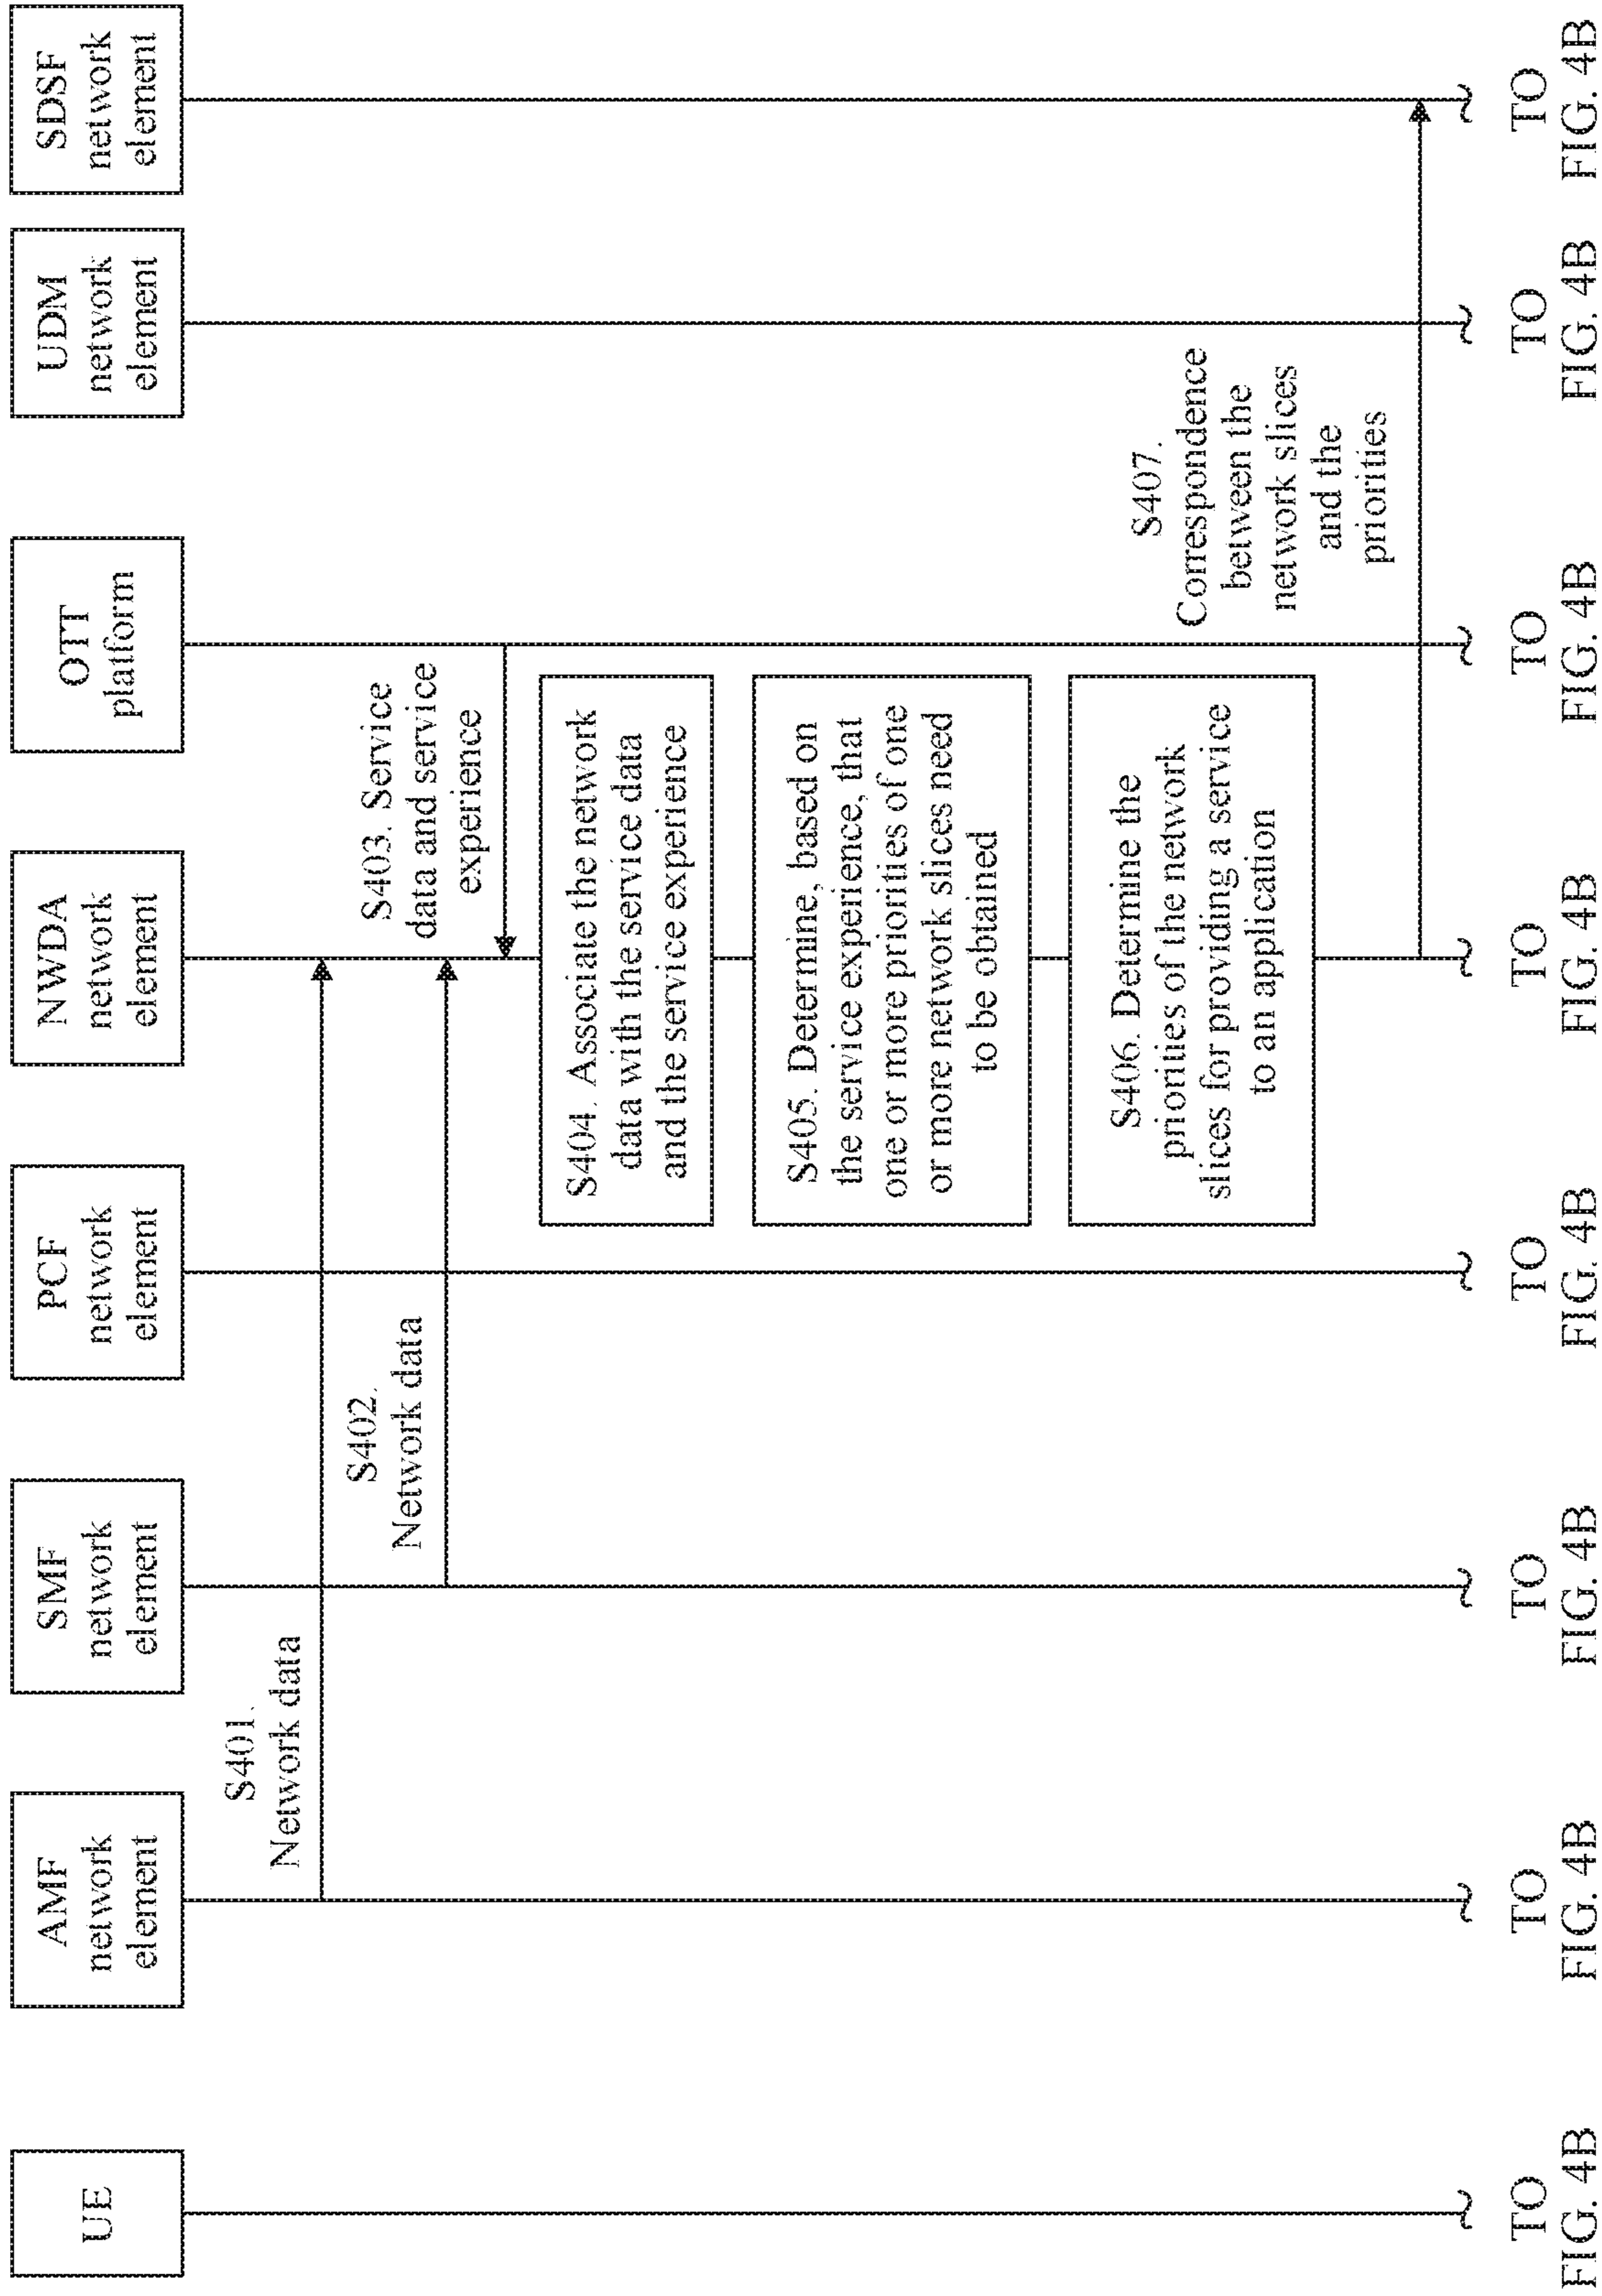 UE
AMF
network
element
SMF
network
element
PCF
network
element
NWDA
network
element
OTT
platform
UDM
network
element
SDSF
network
element
S401.
Network data
S402.
Network data
S403. Service
data and service
experience
S404. Associate the network
data with the service data
and the service experience
S405. Determine, based on
the service experience, that
one or more priorities of one
or more network slices need
to be obtained
S406. Determine the
priorities of the network
slices for providing a service
to an application
S407.
Correspondence
between the
network slices
and the
priorities
TO
FIG. 4B
TO
FIG. 4B
TO
FIG. 4B
TO
FIG. 4B
TO
FIG. 4B
TO
FIG. 4B
TO
FIG. 4B
TO
FIG. 4B